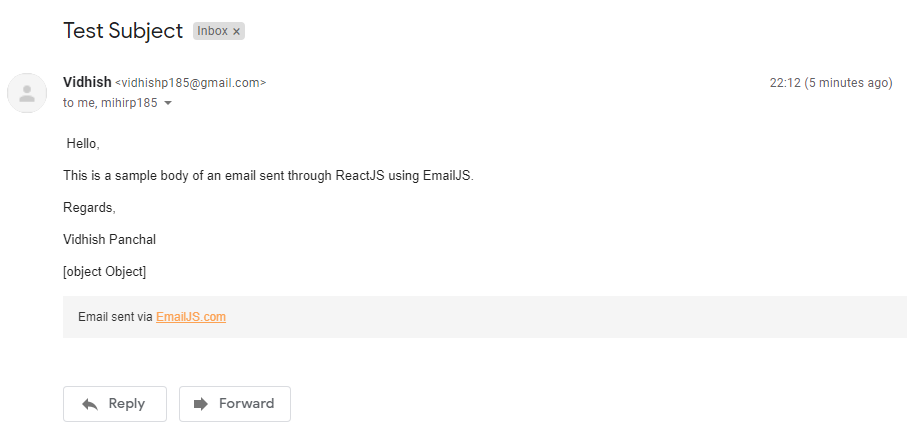 Test Subject Inbox ×
Vidhish <vidhishp185@gmail.com> 22:12 (5 minutes ago)
to me, mihirp185
Hello,
This is a sample body of an email sent through ReactJS using EmailJS.
Regards,
Vidhish Panchal
[object Object]
Email sent via EmailJS.com
Reply Forward